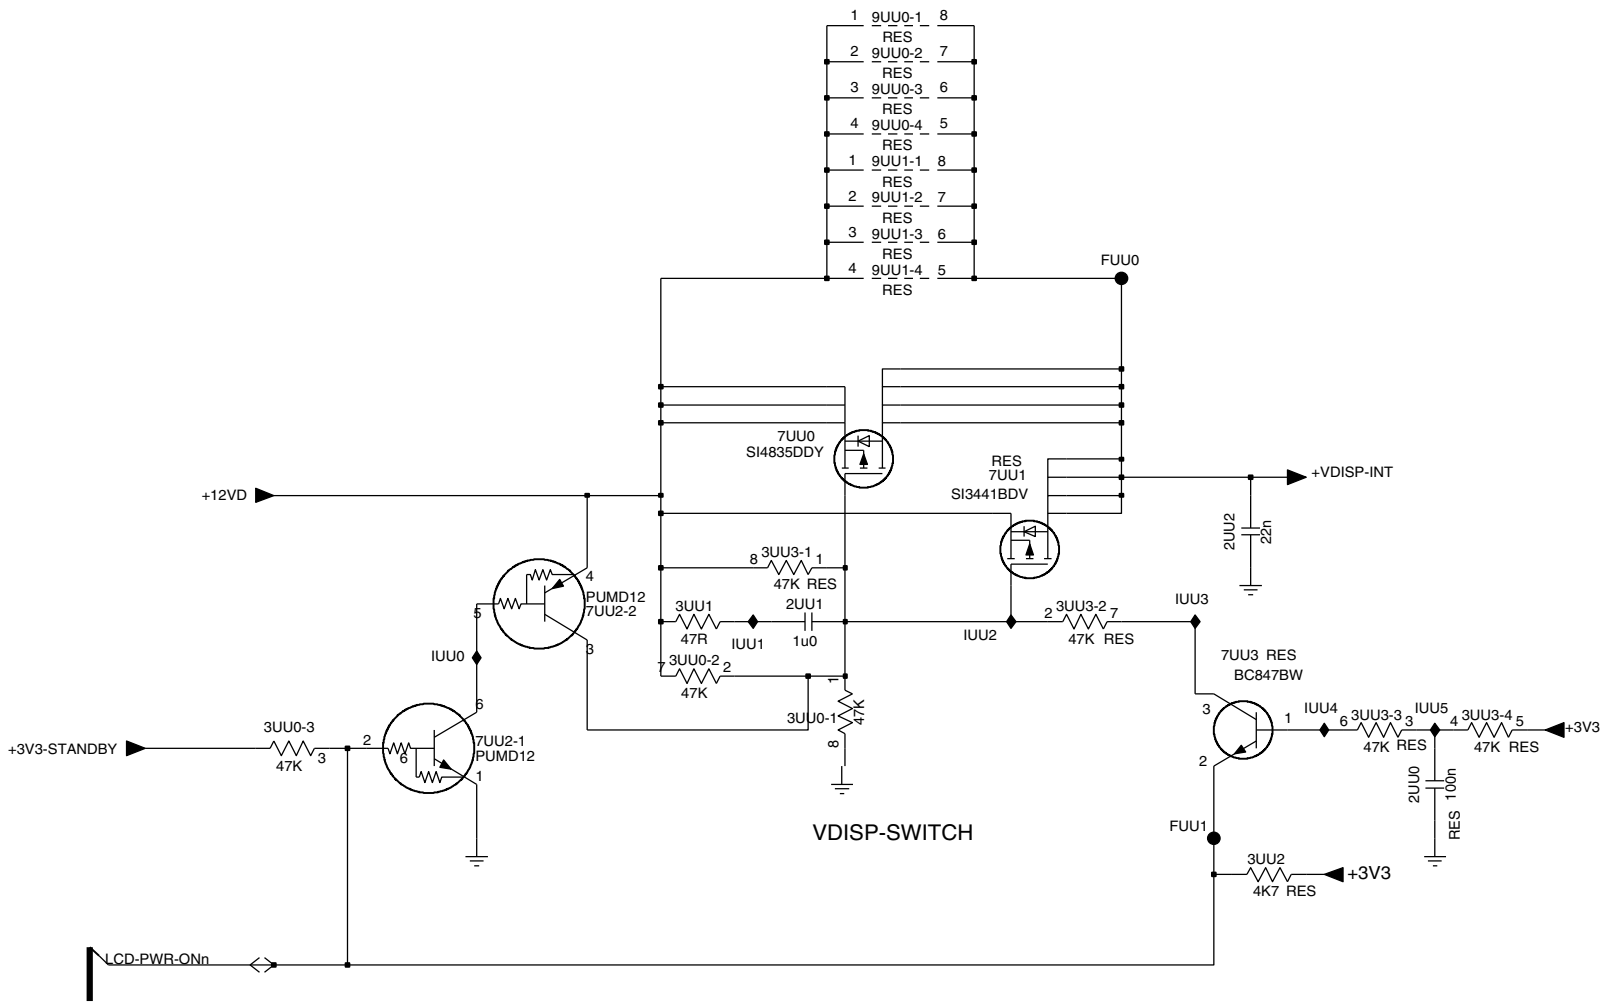 1 9UU0-1 8
RES
2 9UU0-2 7
RES
3 9UU0-3 6
RES
4 9UU0-4 5
RES
1 9UU1-1 8
RES
2 9UU1-2 7
RES
3 9UU1-3 6
RES
4 9UU1-4 5
RES
FUU0
7UU0
SI4835DDY
RES
7UU1
SI3441BDV
+VDISP-INT
2UU2
22n
+12VD
8 3UU3-1 1
47K RES
4
PUMD12
7UU2-2
5
3
3UU1
47R
IUU1
2UU1
1u0
IUU2
2 3UU3-2 7
47K RES
IUU3
IUU0
7 3UU0-2 2
47K
1
3UU0-1
47K
8
7UU3 RES
BC847BW
3
1
2
IUU4
6 3UU3-3 3
47K RES
IUU5
4 3UU3-4 5
47K RES
+3V3
2UU0
100n
RES
+3V3-STANDBY
3UU0-3
47K
3
2
6
6
7UU2-1
PUMD12
1
VDISP-SWITCH
FUU1
3UU2
4K7 RES
+3V3
LCD-PWR-ONn